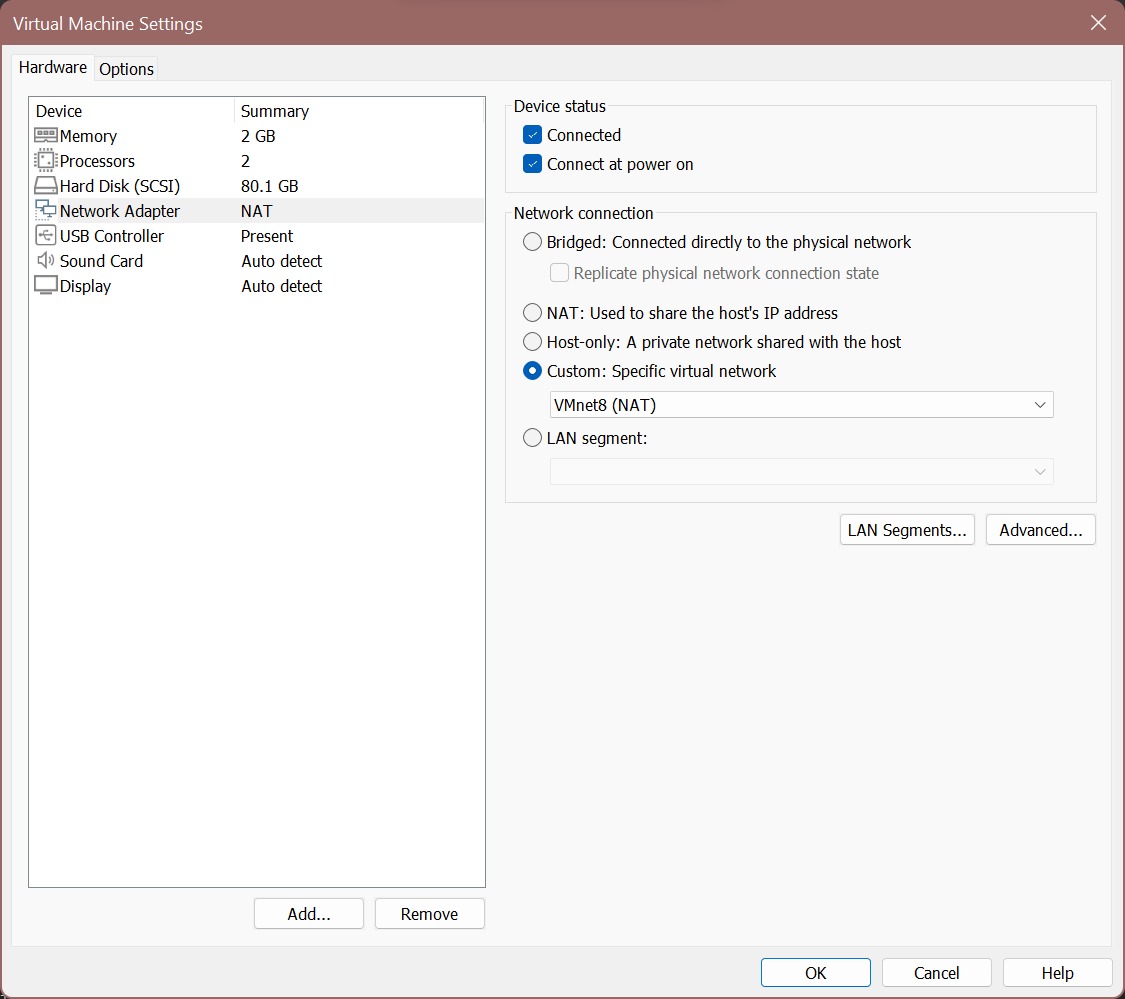 Virtual Machine Settings
Hardware Options
Device Summary
Memory 2 GB
Processors 2
Hard Disk (SCSI) 80.1 GB
Network Adapter NAT
USB Controller Present
Sound Card Auto detect
Display Auto detect
Add... Remove
Device status
Connected
Connect at power on
Network connection
Bridged: Connected directly to the physical network
Replicate physical network connection state
NAT: Used to share the host's IP address
Host-only: A private network shared with the host
Custom: Specific virtual network
VMnet8 (NAT)
LAN segment:
LAN Segments... Advanced...
OK Cancel Help